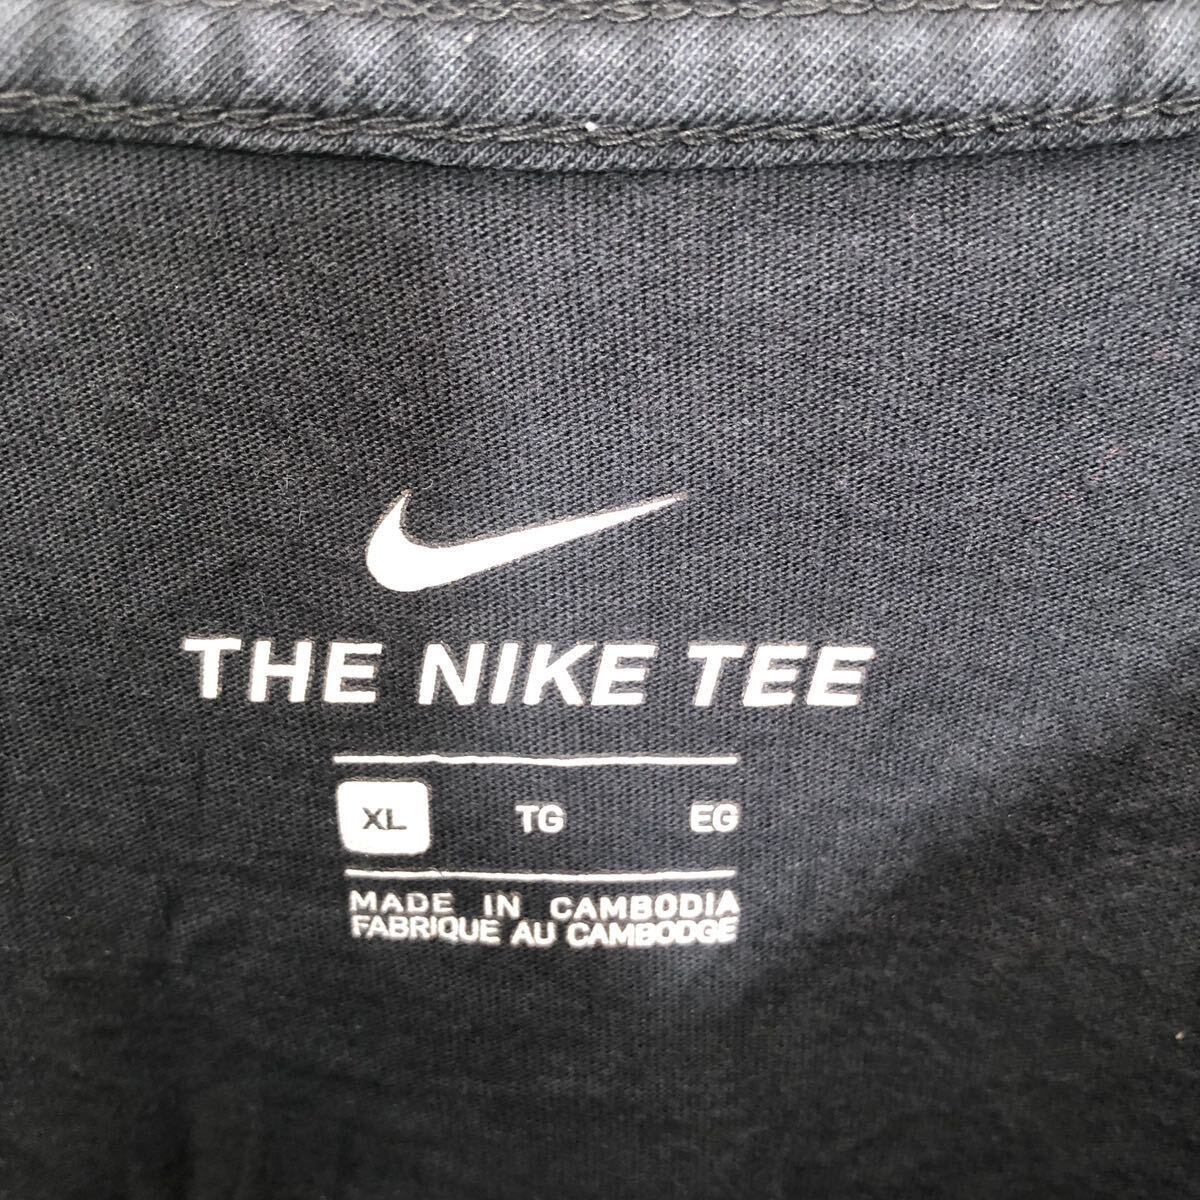 THE NIKE TEE
XL TG EG
MADE IN CAMBODIA
FABRIQUE AU CAMBODGE